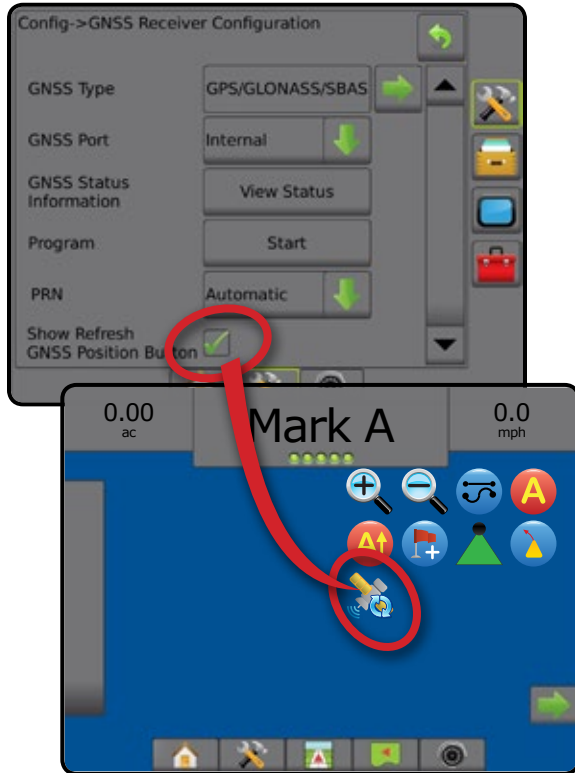 Config->GNSS Receiver Configuration
GNSS Type
GPS/GLONASS/SBAS
GNSS Port
Internal
GNSS Status
Information
View Status
Program
Start
PRN
Automatic
Show Refresh
GNSS Position Button
0.00
ac
Mark A
0.0
mph
A
A